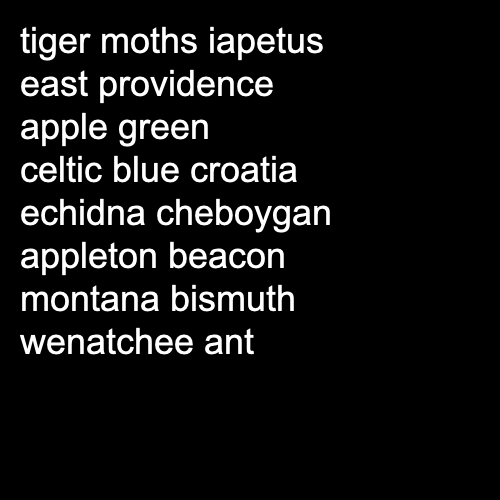 tiger moths iapetus
east providence
apple green
celtic blue croatia
echidna cheboygan
appleton beacon
montana bismuth
wenatchee ant